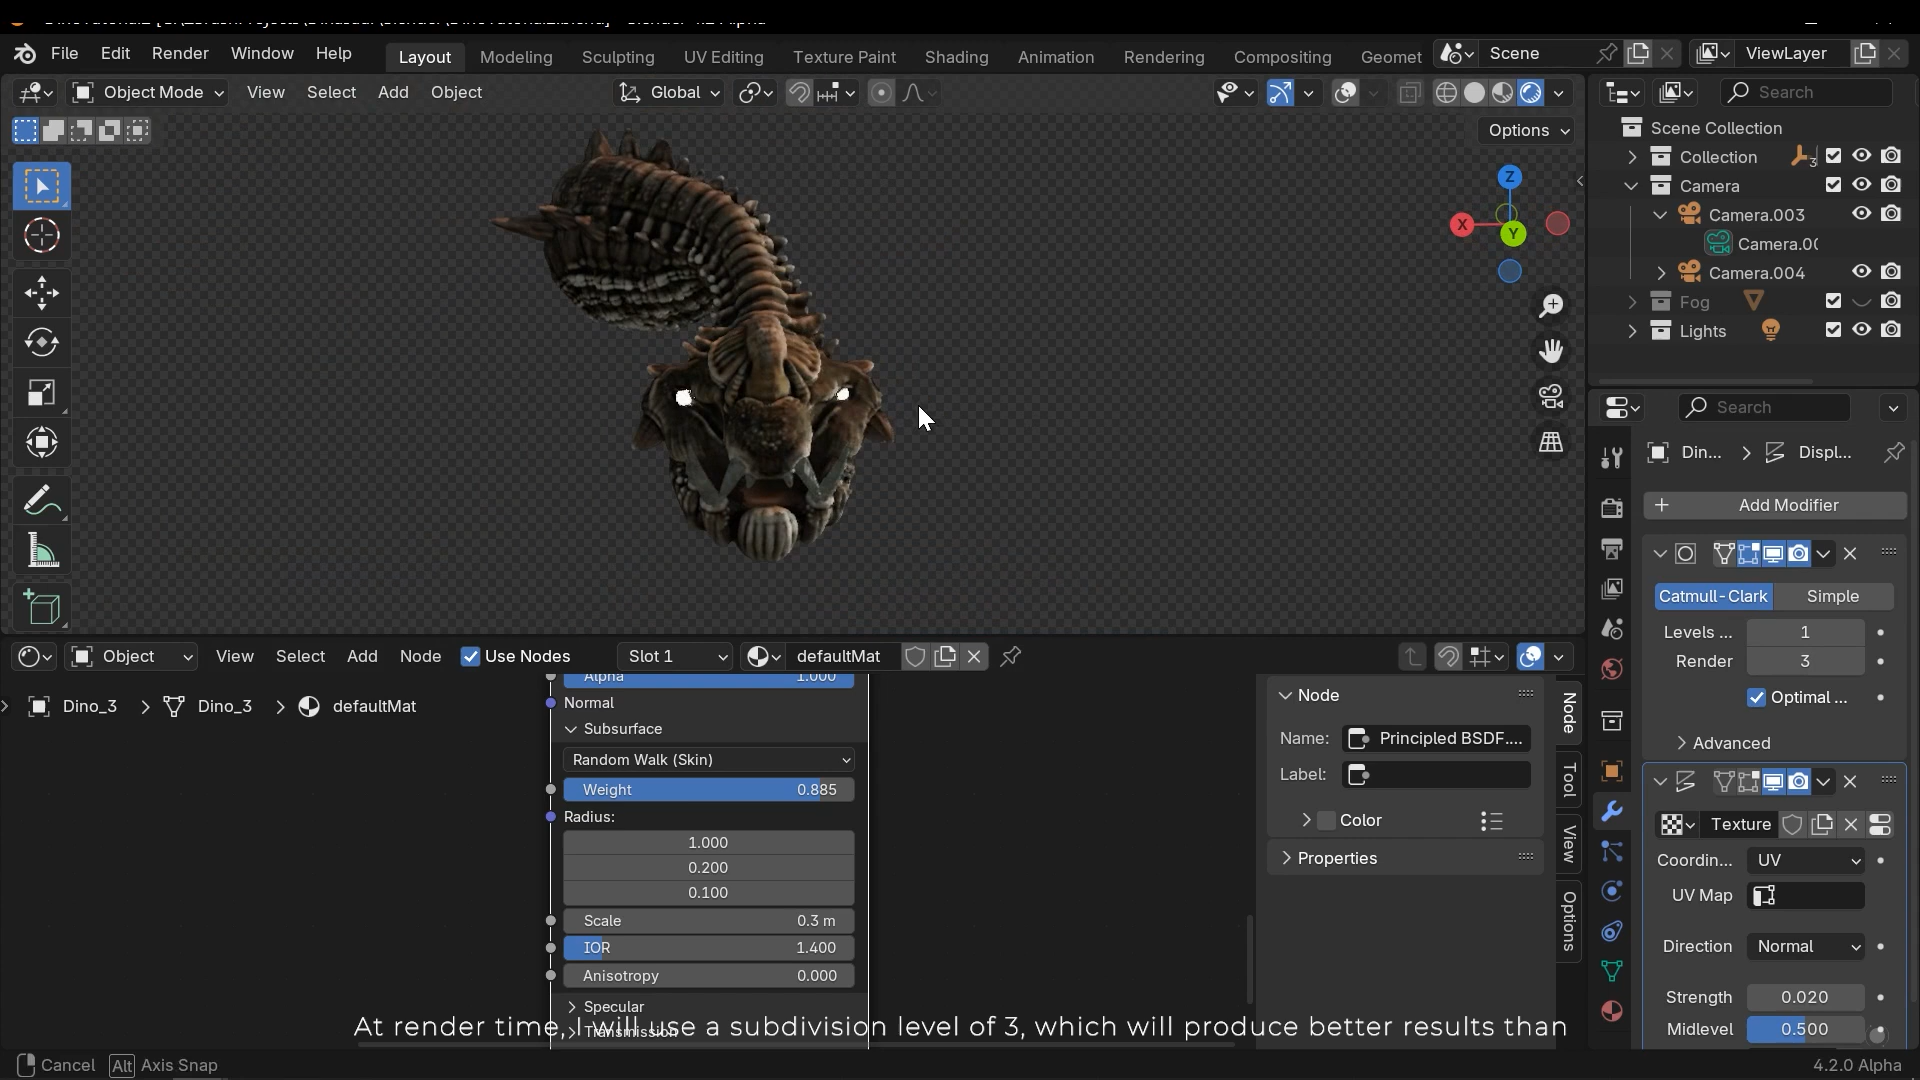 File Edit Render Window Help Layout Modeling Sculpting UV Editing Texture Paint Shading Animation Rendering Compositing Geomet Scene ViewLayer
Object Mode View Select Add Object Global Search
Options
Scene Collection
Collection 3
Camera
Camera.003
Camera.00
Camera.004
Fog
Lights
Z
X
Y
Search
Din... Displ...
Add Modifier
Catmull-Clark Simple
Levels ... 1
Render 3
Optimal ...
Advanced
Texture
Coordin... UV
UV Map
Direction Normal
Strength 0.020
Midlevel 0.500
Object View Select Add Node Use Nodes Slot 1 defaultMat
Dino_3 Dino_3 defaultMat
Alpha 1.000
Normal
Subsurface
Random Walk (Skin)
Weight 0.885
Radius:
1.000
0.200
0.100
Scale 0.3 m
IOR 1.400
Anisotropy 0.000
Specular
Transmission
Node
Name: Principled BSDF....
Label:
Color
Properties
Node
Tool
View
Options
At render time, I will use a subdivision level of 3, which will produce better results than
Cancel Alt Axis Snap 4.2.0 Alpha